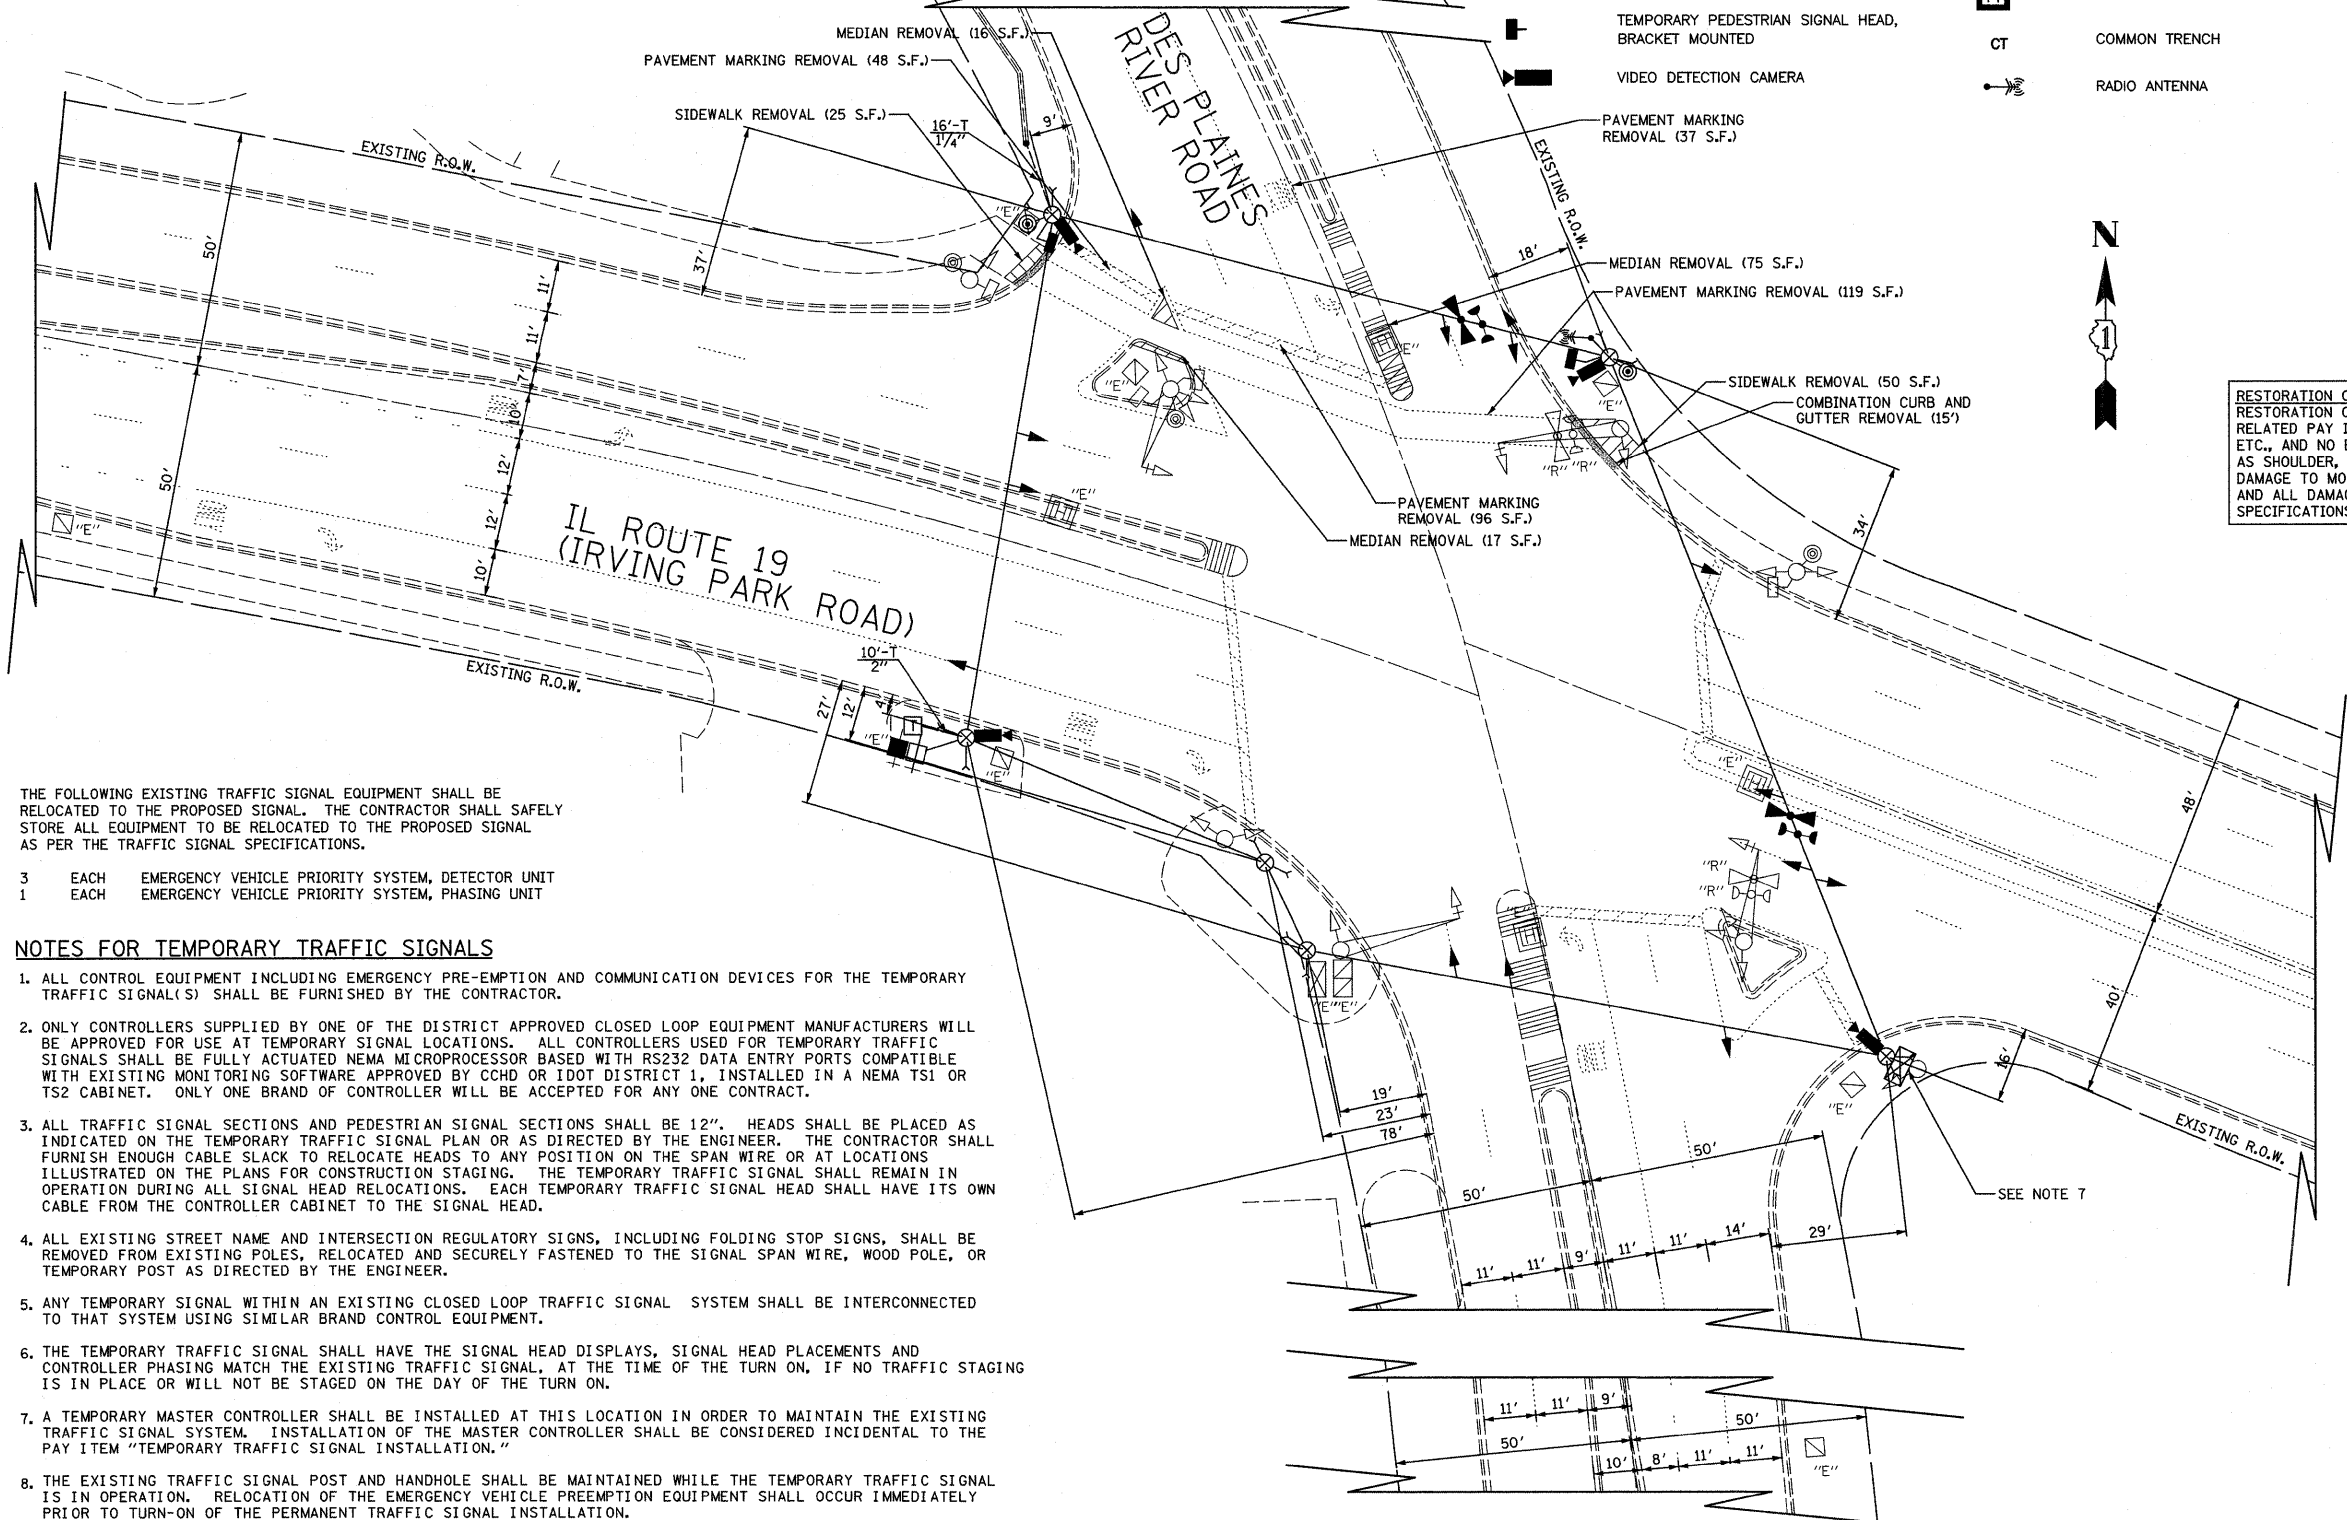 MEDIAN REMOVAL (16 S.F.)
PAVEMENT MARKING REMOVAL (48 S.F.)
SIDEWALK REMOVAL (25 S.F.)
16'-T
1 1/4"
9'
DES PLAINES
RIVER ROAD
TEMPORARY PEDESTRIAN SIGNAL HEAD,
BRACKET MOUNTED
VIDEO DETECTION CAMERA
CT
COMMON TRENCH
RADIO ANTENNA
PAVEMENT MARKING
REMOVAL (37 S.F.)
EXISTING R.O.W.
EXISTING R.O.W.
50'
37'
"E"
18'
MEDIAN REMOVAL (75 S.F.)
PAVEMENT MARKING REMOVAL (119 S.F.)
N
1
11'
11'
7'
10'
12'
12'
10'
50'
"E"
"E"
"E"
"E"
"E"
SIDEWALK REMOVAL (50 S.F.)
COMBINATION CURB AND
GUTTER REMOVAL (15')
"R"
"R"
RESTORATION O
RELATED PAY I
AS SHOULDER,
DAMAGE TO MO
AND ALL DAMA
SPECIFICATIONS
PAVEMENT MARKING
REMOVAL (96 S.F.)
MEDIAN REMOVAL (17 S.F.)
34'
IL ROUTE 19
(IRVING PARK ROAD)
EXISTING R.O.W.
10'-T
2"
27'
12'
4'
T
"E"
"E"
"E"
48'
40'
"R"
"R"
"E"
"E"
"E"
16'
"E"
EXISTING R.O.W.
SEE NOTE 7
19'
23'
78'
50'
50'
11'
11'
9'
11'
11'
14'
29'
11'
11'
9'
50'
50'
10'
8'
11'
11'
"E"
THE FOLLOWING EXISTING TRAFFIC SIGNAL EQUIPMENT SHALL BE
RELOCATED TO THE PROPOSED SIGNAL. THE CONTRACTOR SHALL SAFELY
STORE ALL EQUIPMENT TO BE RELOCATED TO THE PROPOSED SIGNAL
AS PER THE TRAFFIC SIGNAL SPECIFICATIONS.
3 EACH EMERGENCY VEHICLE PRIORITY SYSTEM, DETECTOR UNIT
1 EACH EMERGENCY VEHICLE PRIORITY SYSTEM, PHASING UNIT
NOTES FOR TEMPORARY TRAFFIC SIGNALS
1. ALL CONTROL EQUIPMENT INCLUDING EMERGENCY PRE-EMPTION AND COMMUNICATION DEVICES FOR THE TEMPORARY
TRAFFIC SIGNAL(S) SHALL BE FURNISHED BY THE CONTRACTOR.
2. ONLY CONTROLLERS SUPPLIED BY ONE OF THE DISTRICT APPROVED CLOSED LOOP EQUIPMENT MANUFACTURERS WILL
BE APPROVED FOR USE AT TEMPORARY SIGNAL LOCATIONS. ALL CONTROLLERS USED FOR TEMPORARY TRAFFIC
SIGNALS SHALL BE FULLY ACTUATED NEMA MICROPROCESSOR BASED WITH RS232 DATA ENTRY PORTS COMPATIBLE
WITH EXISTING MONITORING SOFTWARE APPROVED BY CCHD OR IDOT DISTRICT 1, INSTALLED IN A NEMA TS1 OR
TS2 CABINET. ONLY ONE BRAND OF CONTROLLER WILL BE ACCEPTED FOR ANY ONE CONTRACT.
3. ALL TRAFFIC SIGNAL SECTIONS AND PEDESTRIAN SIGNAL SECTIONS SHALL BE 12". HEADS SHALL BE PLACED AS
INDICATED ON THE TEMPORARY TRAFFIC SIGNAL PLAN OR AS DIRECTED BY THE ENGINEER. THE CONTRACTOR SHALL
FURNISH ENOUGH CABLE SLACK TO RELOCATE HEADS TO ANY POSITION ON THE SPAN WIRE OR AT LOCATIONS
ILLUSTRATED ON THE PLANS FOR CONSTRUCTION STAGING. THE TEMPORARY TRAFFIC SIGNAL SHALL REMAIN IN
OPERATION DURING ALL SIGNAL HEAD RELOCATIONS. EACH TEMPORARY TRAFFIC SIGNAL HEAD SHALL HAVE ITS OWN
CABLE FROM THE CONTROLLER CABINET TO THE SIGNAL HEAD.
4. ALL EXISTING STREET NAME AND INTERSECTION REGULATORY SIGNS, INCLUDING FOLDING STOP SIGNS, SHALL BE
REMOVED FROM EXISTING POLES, RELOCATED AND SECURELY FASTENED TO THE SIGNAL SPAN WIRE, WOOD POLE, OR
TEMPORARY POST AS DIRECTED BY THE ENGINEER.
5. ANY TEMPORARY SIGNAL WITHIN AN EXISTING CLOSED LOOP TRAFFIC SIGNAL SYSTEM SHALL BE INTERCONNECTED
TO THAT SYSTEM USING SIMILAR BRAND CONTROL EQUIPMENT.
6. THE TEMPORARY TRAFFIC SIGNAL SHALL HAVE THE SIGNAL HEAD DISPLAYS, SIGNAL HEAD PLACEMENTS AND
CONTROLLER PHASING MATCH THE EXISTING TRAFFIC SIGNAL, AT THE TIME OF THE TURN ON, IF NO TRAFFIC STAGING
IS IN PLACE OR WILL NOT BE STAGED ON THE DAY OF THE TURN ON.
7. A TEMPORARY MASTER CONTROLLER SHALL BE INSTALLED AT THIS LOCATION IN ORDER TO MAINTAIN THE EXISTING
TRAFFIC SIGNAL SYSTEM. INSTALLATION OF THE MASTER CONTROLLER SHALL BE CONSIDERED INCIDENTAL TO THE
PAY ITEM "TEMPORARY TRAFFIC SIGNAL INSTALLATION."
8. THE EXISTING TRAFFIC SIGNAL POST AND HANDHOLE SHALL BE MAINTAINED WHILE THE TEMPORARY TRAFFIC SIGNAL
IS IN OPERATION. RELOCATION OF THE EMERGENCY VEHICLE PREEMPTION EQUIPMENT SHALL OCCUR IMMEDIATELY
PRIOR TO TURN-ON OF THE PERMANENT TRAFFIC SIGNAL INSTALLATION.